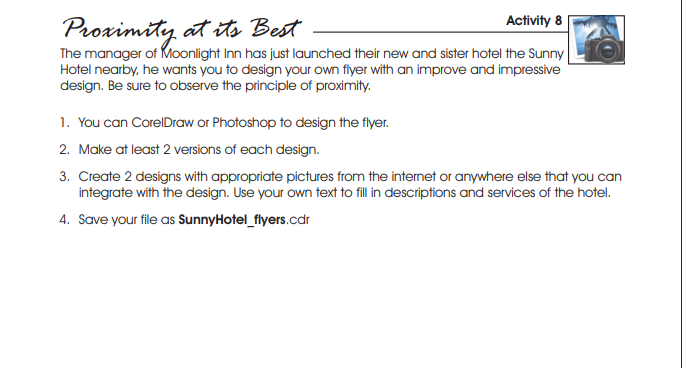 Proximity at its Best
Activity 8
The manager of Moonlight Inn has just launched their new and sister hotel the Sunny
Hotel nearby, he wants you to design your own flyer with an improve and impressive
design. Be sure to observe the principle of proximity.
1. You can CorelDraw or Photoshop to design the flyer.
2. Make at least 2 versions of each design.
3. Create 2 designs with appropriate pictures from the internet or anywhere else that you can
integrate with the design. Use your own text to fill in descriptions and services of the hotel.
4. Save your file as SunnyHotel_flyers.cdr